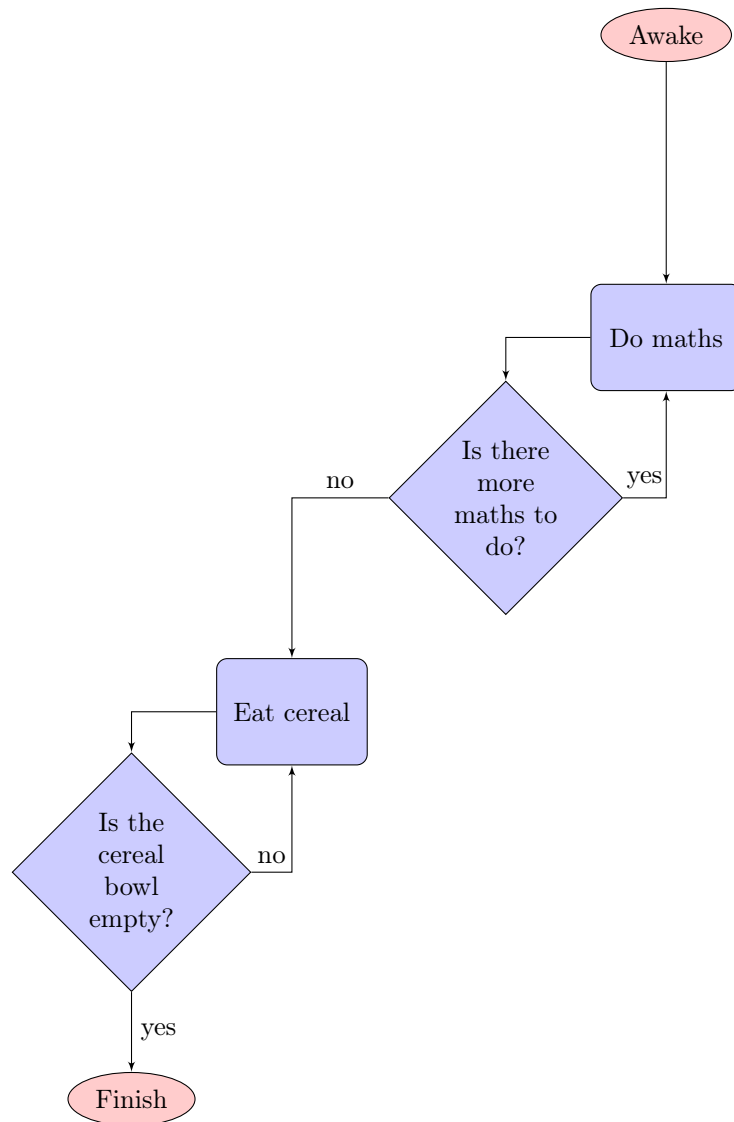 Awake
Do maths
Is there
more
maths to
do?
yes
no
Eat cereal
Is the
cereal
bowl
empty?
no
yes
Finish